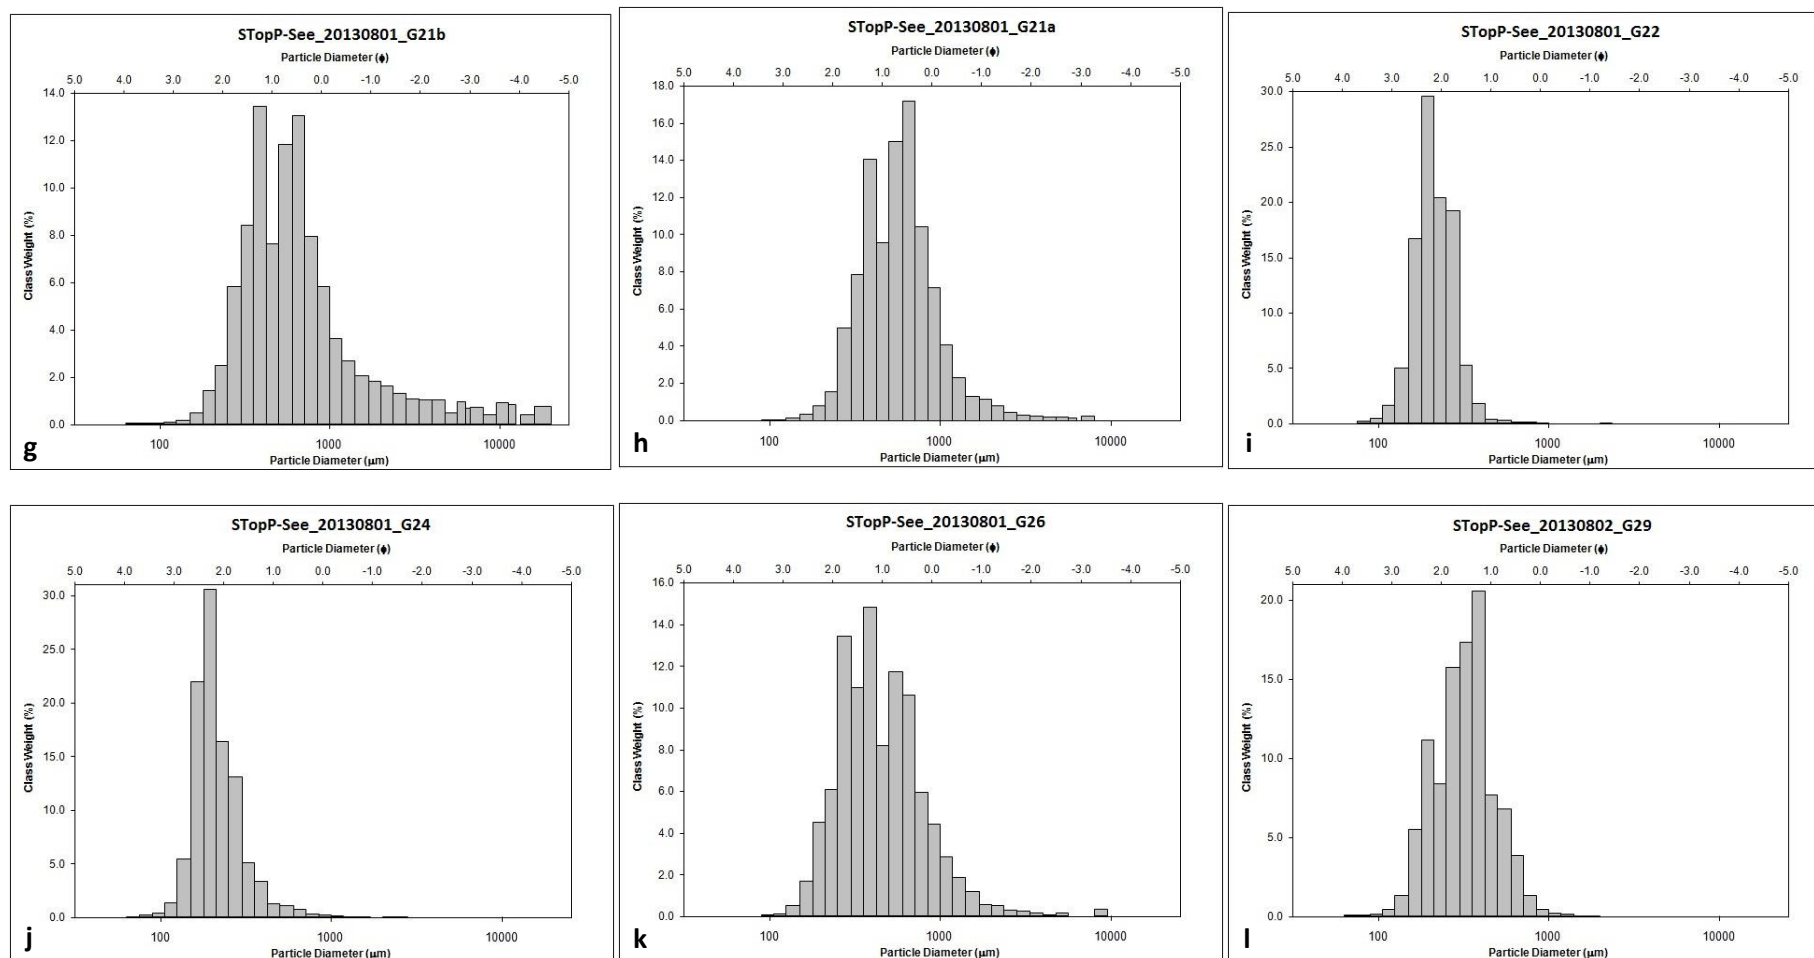 STopP-See_20130801_G21b
Particle Diameter (ϕ)
5.0 4.0 3.0 2.0 1.0 0.0 -1.0 -2.0 -3.0 -4.0 -5.0
14.0
12.0
10.0
8.0
6.0
4.0
2.0
0.0
Class Weight (%)
100 1000 10000
Particle Diameter (μm)
g
STopP-See_20130801_G21a
Particle Diameter (ϕ)
5.0 4.0 3.0 2.0 1.0 0.0 -1.0 -2.0 -3.0 -4.0 -5.0
18.0
16.0
14.0
12.0
10.0
8.0
6.0
4.0
2.0
0.0
Class Weight (%)
100 1000 10000
Particle Diameter (μm)
h
STopP-See_20130801_G22
Particle Diameter (ϕ)
5.0 4.0 3.0 2.0 1.0 0.0 -1.0 -2.0 -3.0 -4.0 -5.0
30.0
25.0
20.0
15.0
10.0
5.0
0.0
Class Weight (%)
100 1000 10000
Particle Diameter (μm)
i
STopP-See_20130801_G24
Particle Diameter (ϕ)
5.0 4.0 3.0 2.0 1.0 0.0 -1.0 -2.0 -3.0 -4.0 -5.0
30.0
25.0
20.0
15.0
10.0
5.0
0.0
Class Weight (%)
100 1000 10000
Particle Diameter (μm)
j
STopP-See_20130801_G26
Particle Diameter (ϕ)
5.0 4.0 3.0 2.0 1.0 0.0 -1.0 -2.0 -3.0 -4.0 -5.0
16.0
14.0
12.0
10.0
8.0
6.0
4.0
2.0
0.0
Class Weight (%)
100 1000 10000
Particle Diameter (μm)
k
STopP-See_20130802_G29
Particle Diameter (ϕ)
5.0 4.0 3.0 2.0 1.0 0.0 -1.0 -2.0 -3.0 -4.0 -5.0
20.0
15.0
10.0
5.0
0.0
Class Weight (%)
100 1000 10000
Particle Diameter (μm)
l